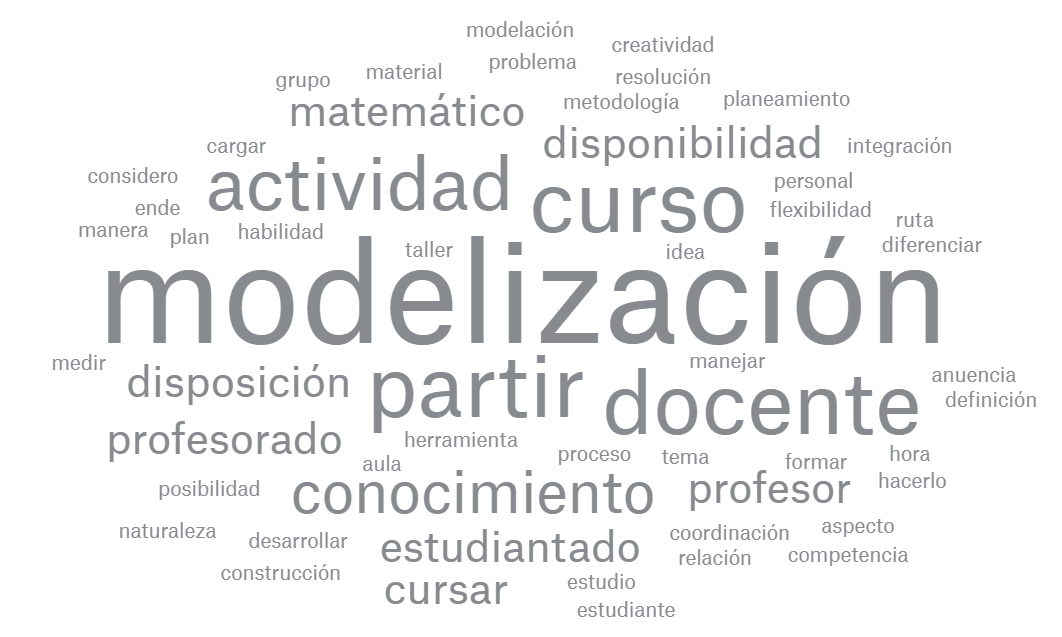 modelación
creatividad
problema
material
resolución
grupo
matemático
metodología
planeamiento
disponibilidad
cargar
integración
considero
actividad
curso
personal
ende
flexibilidad
manera
plan
habilidad
ruta
taller
idea
diferenciar
modelización
medir
disposición
partir
manejar
docente
anuencia
definición
profesorado
herramienta
proceso
tema
formar
hora
aula
posibilidad
conocimiento
profesor
hacerlo
naturaleza
desarrollar
estudiantado
coordinación
aspecto
relación
competencia
construcción
cursar
estudio
estudiante